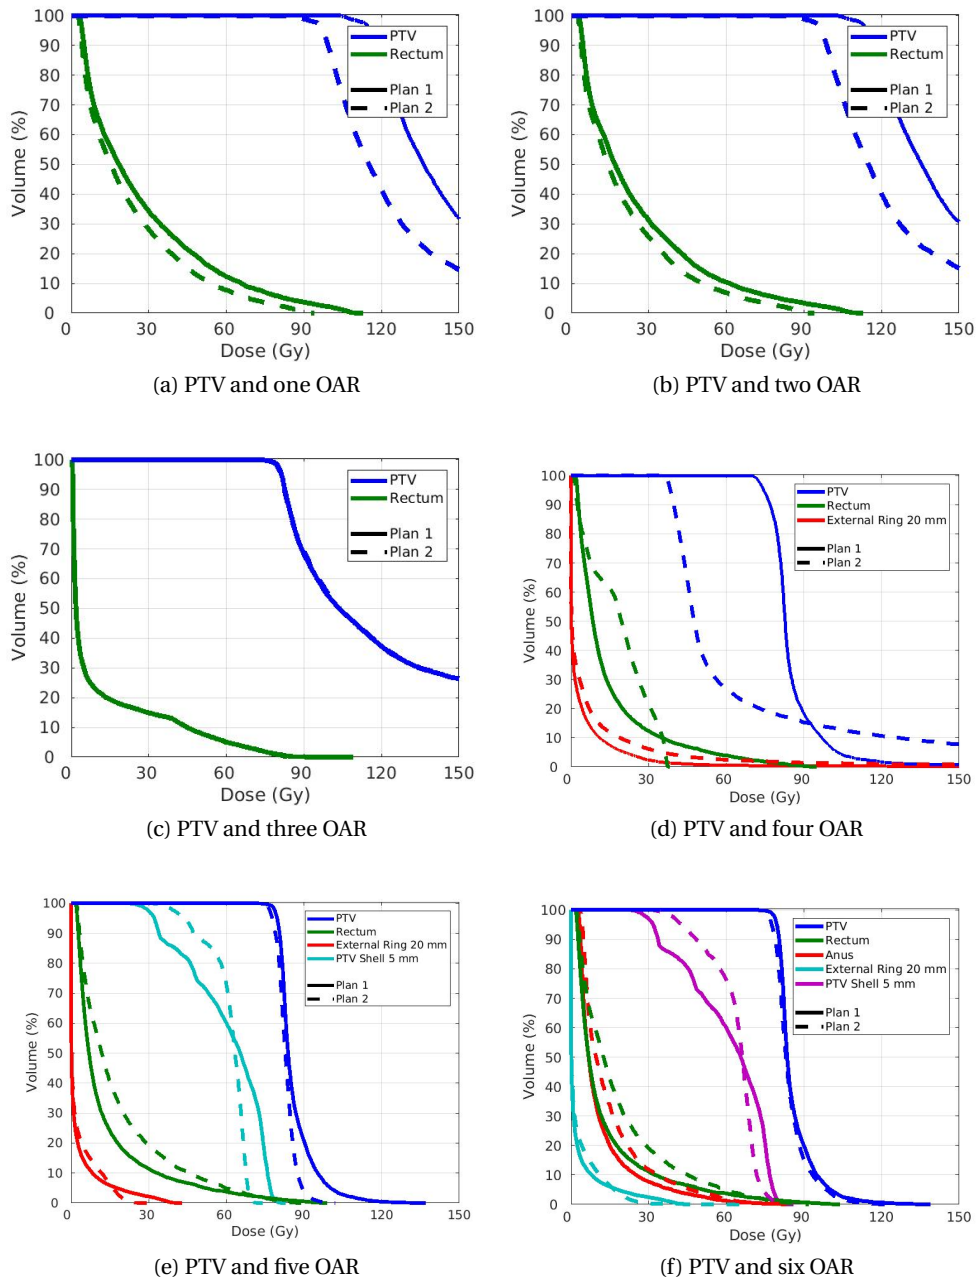 100
90
80
70
60
50
40
30
20
10
0
Volume (%)
0 30 60 90 120 150
Dose (Gy)
PTV
Rectum
Plan 1
Plan 2
(a) PTV and one OAR
100
90
80
70
60
50
40
30
20
10
0
Volume (%)
0 30 60 90 120 150
Dose (Gy)
PTV
Rectum
Plan 1
Plan 2
(b) PTV and two OAR
100
90
80
70
60
50
40
30
20
10
0
Volume (%)
0 30 60 90 120 150
Dose (Gy)
PTV
Rectum
Plan 1
Plan 2
(c) PTV and three OAR
100
90
80
70
60
50
40
30
20
10
0
Volume (%)
0 30 60 90 120 150
Dose (Gy)
PTV
Rectum
External Ring 20 mm
Plan 1
Plan 2
(d) PTV and four OAR
100
90
80
70
60
50
40
30
20
10
0
Volume (%)
0 30 60 90 120 150
Dose (Gy)
PTV
Rectum
External Ring 20 mm
PTV Shell 5 mm
Plan 1
Plan 2
(e) PTV and five OAR
100
90
80
70
60
50
40
30
20
10
0
Volume (%)
0 30 60 90 120 150
Dose (Gy)
PTV
Rectum
Anus
External Ring 20 mm
PTV Shell 5 mm
Plan 1
Plan 2
(f) PTV and six OAR